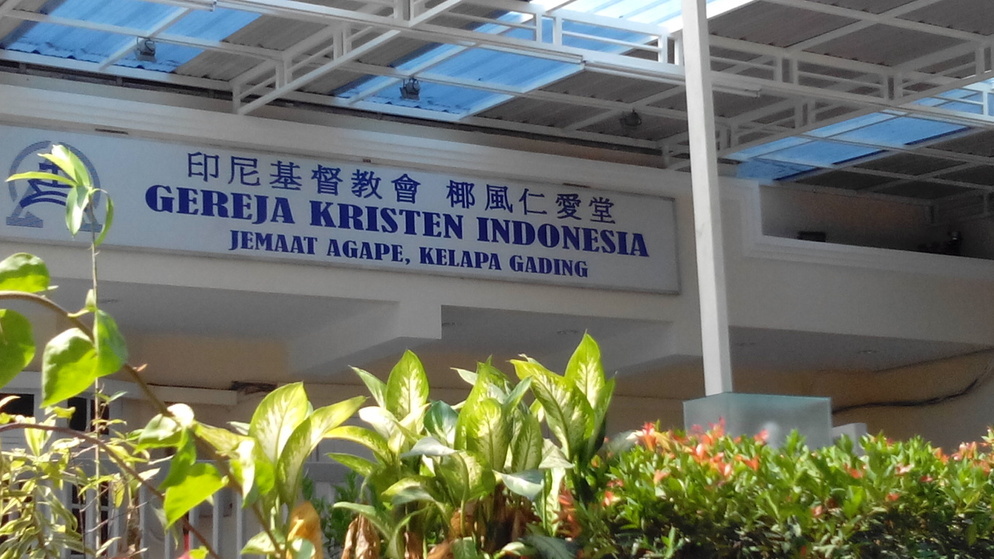 印尼基督教會 椰風仁愛堂
GEREJA KRISTEN INDONESIA
JEMAAT AGAPE, KELAPA GADING